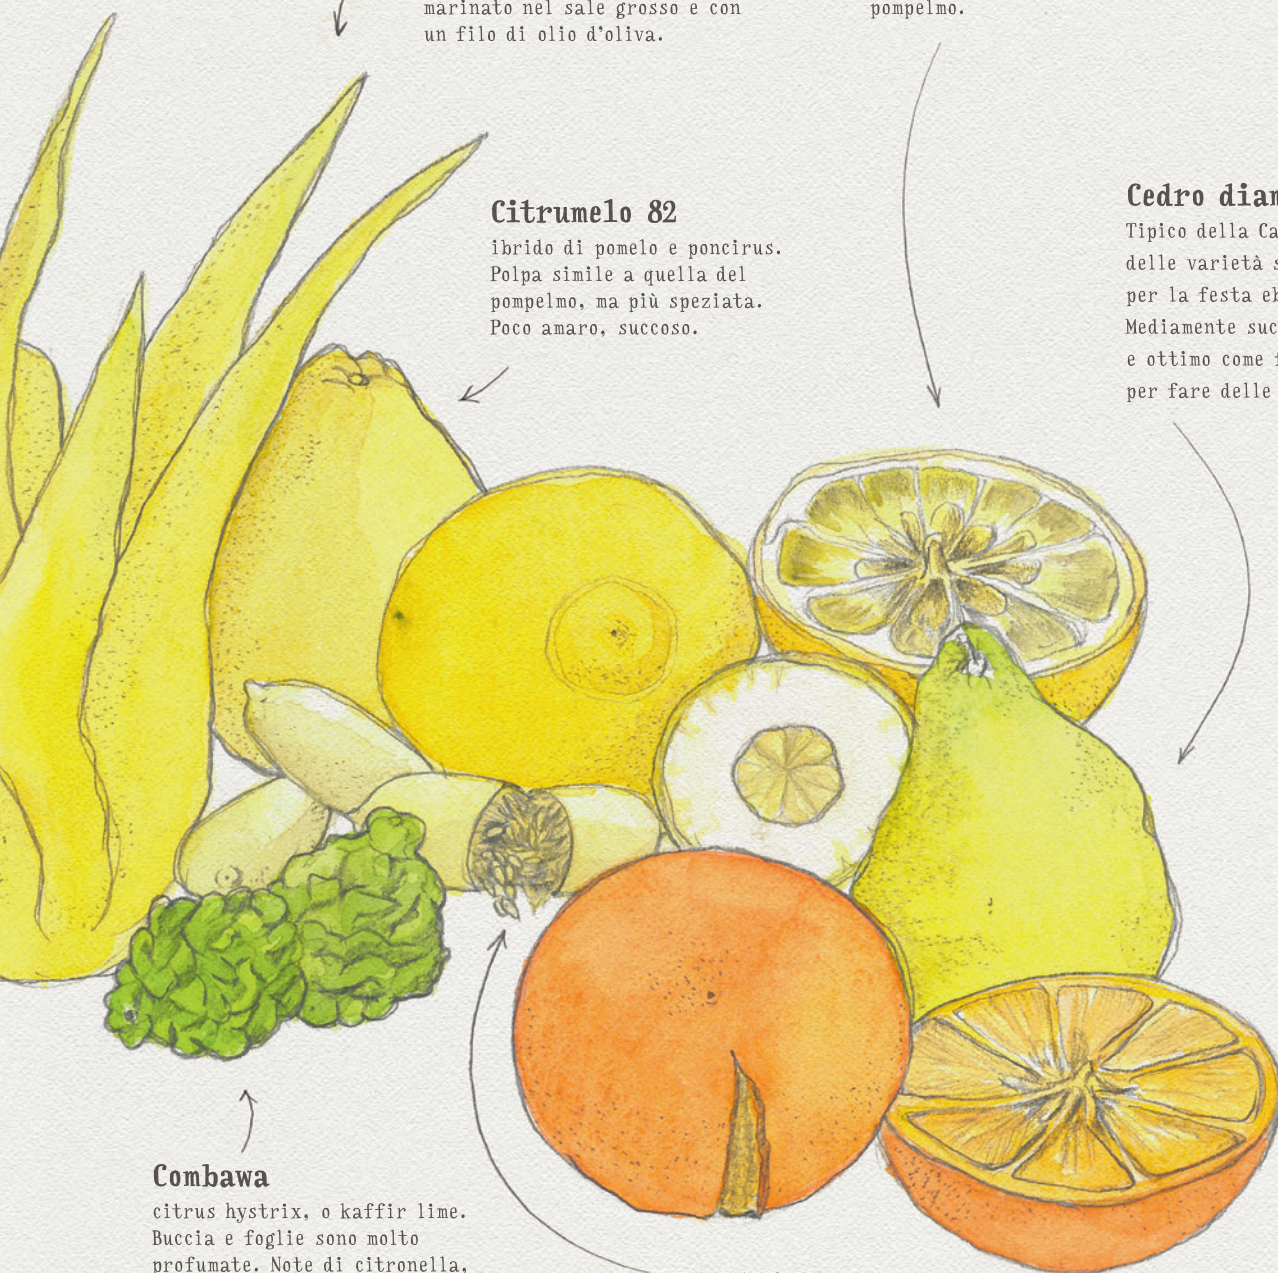 marinato nel sale grosso e con
un filo di olio d'oliva.
pompelmo.
Citrumelo 82
ibrido di pomelo e poncirus.
Polpa simile a quella del
pompelmo, ma più speziata.
Poco amaro, succoso.
Cedro
Tipico della
delle varietà
per la festa
Mediamente
e ottimo come
per fare delle
Combawa
citrus hystrix, o kaffir lime.
Buccia e foglie sono molto
profumate. Note di citronella,